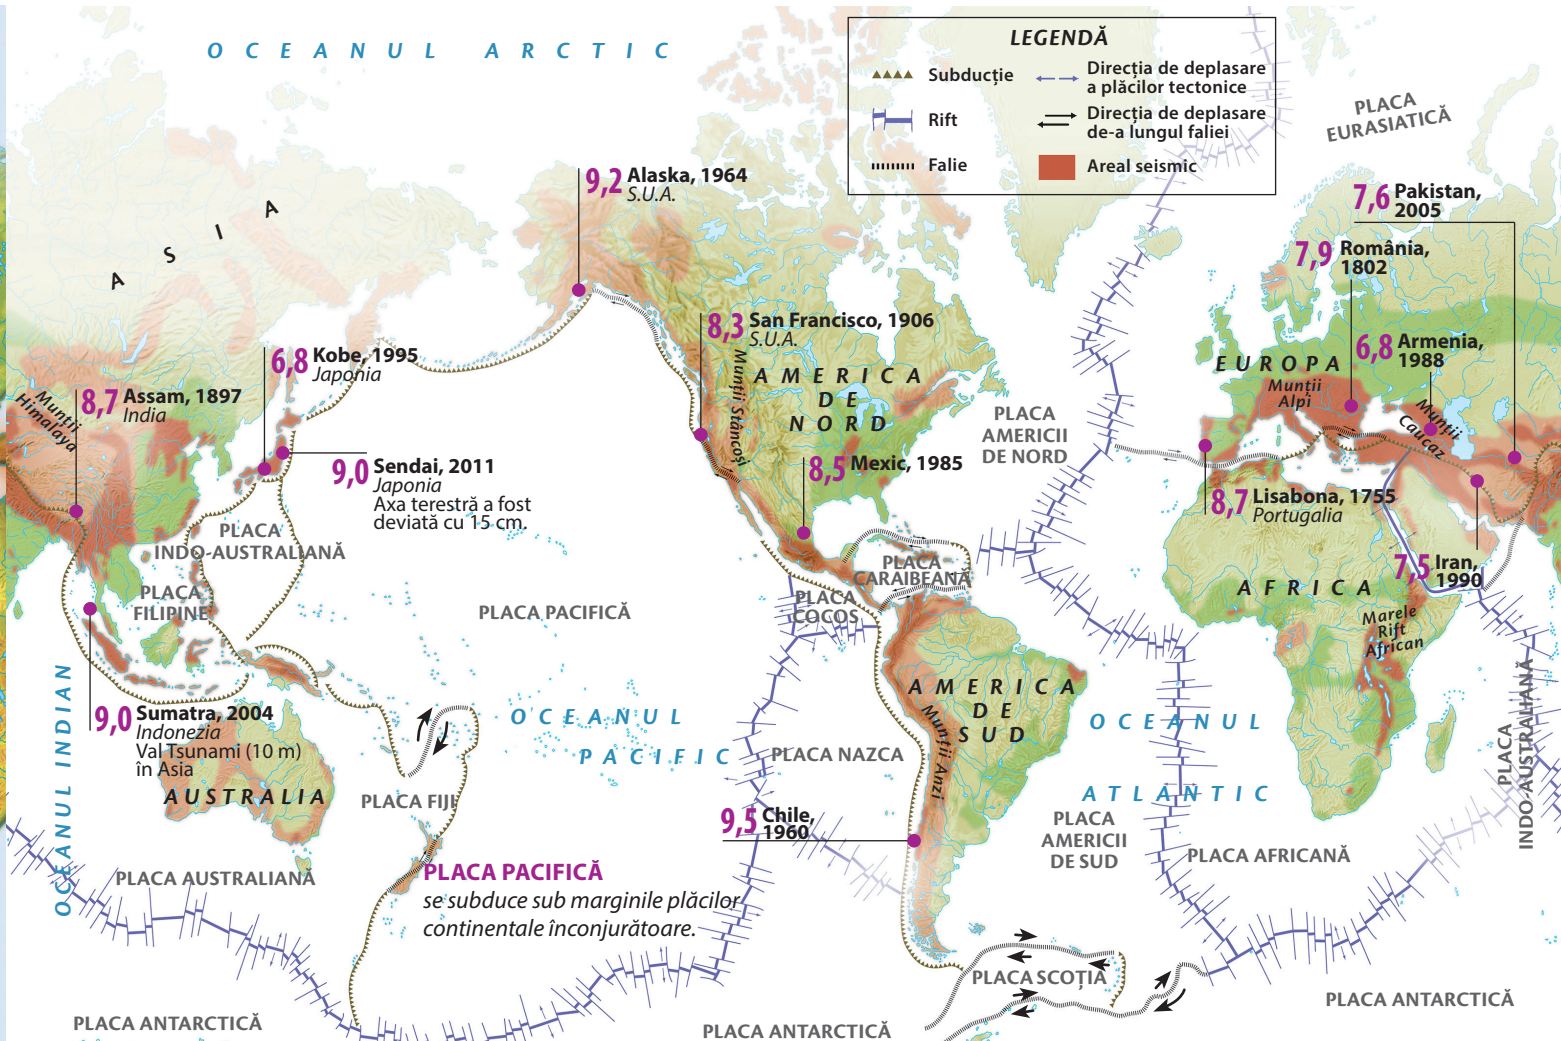 OCEANUL ARCTIC
LEGENDĂ
Subducție
Rift
Falie
Direcția de deplasare
a plăcilor tectonice
Direcția de deplasare
de-a lungul faliei
Areal seismic
PLACA
EURASIATICĂ
ASIA
9,2 Alaska, 1964
S.U.A.
7,6 Pakistan,
2005
7,9 România,
1802
8,3 San Francisco, 1906
S.U.A.
6,8 Armenia,
1988
6,8 Kobe, 1995
Japonia
8,7 Assam, 1897
India
Munții
Himalaya
Munții Stâncoși
AMERICA
DE
NORD
EUROPA
Munții
Alpi
Munții
Caucaz
PLACA
AMERICII
DE NORD
9,0 Sendai, 2011
Japonia
Axa terestră a fost
deviată cu 15 cm.
8,5 Mexic, 1985
8,7 Lisabona, 1755
Portugalia
PLACA
INDO-AUSTRALIANĂ
PLACA
FILIPINE
PLACA PACIFICĂ
PLACA
CARAIBEANĂ
PLACA
COCOS
7,5 Iran,
1990
AFRICA
Marele
Rift
African
OCEANUL INDIAN
9,0 Sumatra, 2004
Indonezia
Val Tsunami (10 m)
în Asia
AUSTRALIA
OCEANUL
PACIFIC
AMERICA
DE
SUD
Munții Anzi
OCEANUL
ATLANTIC
PLACA
INDO-AUSTRALIANĂ
PLACA NAZCA
PLACA FIJI
9,5 Chile,
1960
PLACA
AMERICII
DE SUD
PLACA AFRICANĂ
PLACA AUSTRALIANĂ
PLACA PACIFICĂ
se subduce sub marginile plăcilor
continentale înconjurătoare.
PLACA SCOȚIA
PLACA ANTARCTICĂ
PLACA ANTARCTICĂ
PLACA ANTARCTICĂ